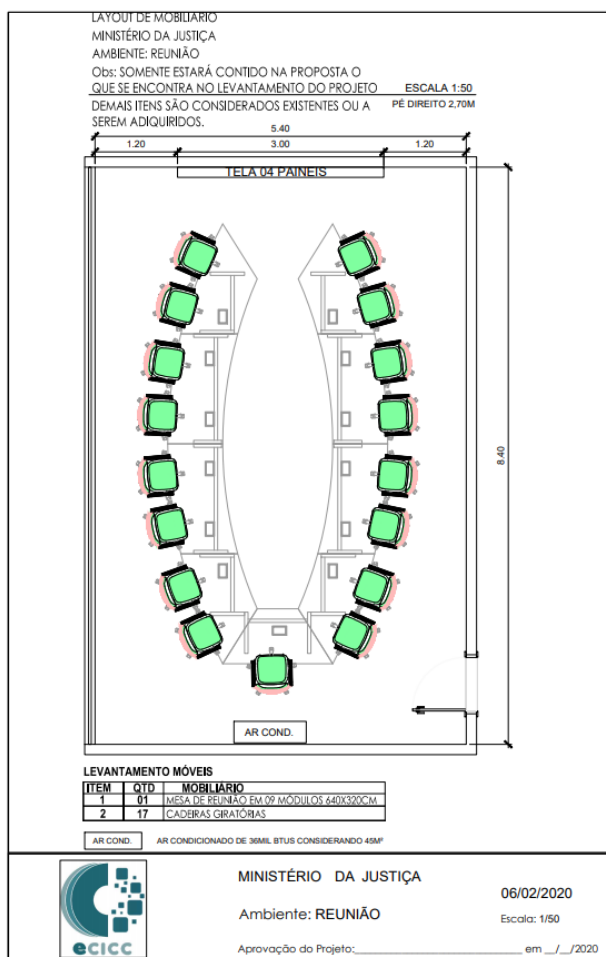 LAYOUT DE MOBILIÁRIO
MINISTÉRIO DA JUSTIÇA
AMBIENTE: REUNIÃO
Obs: SOMENTE ESTARÁ CONTIDO NA PROPOSTA O
QUE SE ENCONTRA NO LEVANTAMENTO DO PROJETO
DEMAIS ITENS SÃO CONSIDERADOS EXISTENTES OU A
SEREM ADIQUIRIDOS.
ESCALA 1:50
PÉ DIREITO 2,70M
5.40
1.20 3.00 1.20
TELA 04 PAINEIS
8.40
AR COND.
LEVANTAMENTO MÓVEIS
ITEM QTD MOBILIÁRIO
1 01 MESA DE REUNIÃO EM 09 MÓDULOS 640X320CM
2 17 CADEIRAS GIRATÓRIAS
AR COND. AR CONDICIONADO DE 36MIL BTUS CONSIDERANDO 45M²
eCICC
MINISTÉRIO DA JUSTIÇA
Ambiente: REUNIÃO
06/02/2020
Escala: 1/50
Aprovação do Projeto:______________________________ em __/__/2020